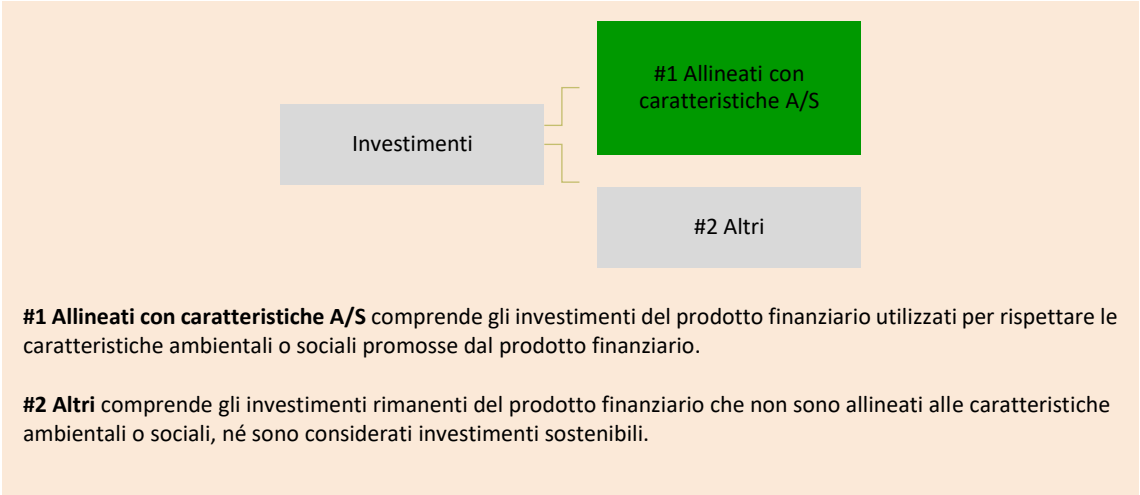 #1 Allineati con
caratteristiche A/S
Investimenti
#2 Altri
#1 Allineati con caratteristiche A/S comprende gli investimenti del prodotto finanziario utilizzati per rispettare le
caratteristiche ambientali o sociali promosse dal prodotto finanziario.
#2 Altri comprende gli investimenti rimanenti del prodotto finanziario che non sono allineati alle caratteristiche
ambientali o sociali, né sono considerati investimenti sostenibili.